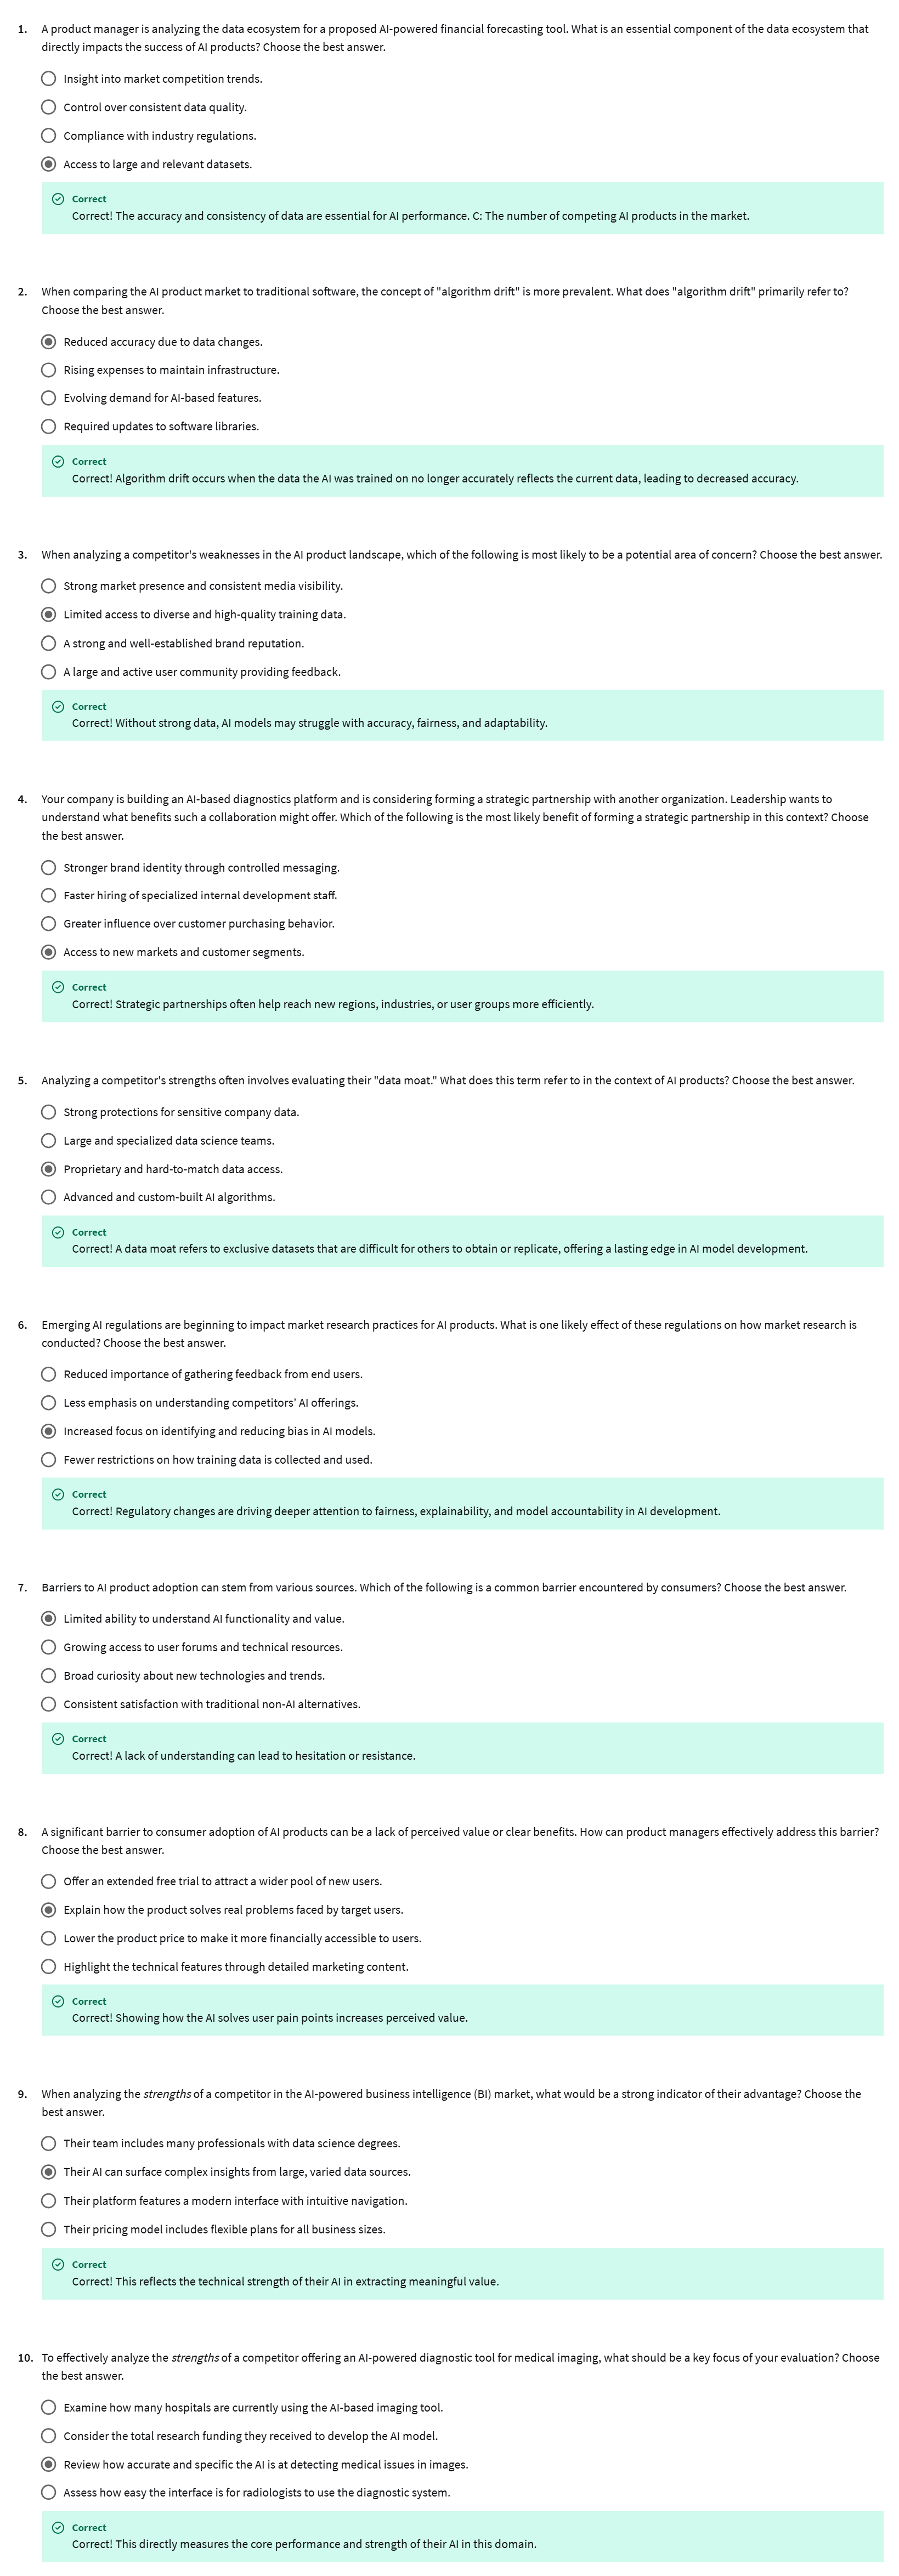 1. A product manager is analyzing the data ecosystem for a proposed AI-powered financial forecasting tool. What is an essential component of the data ecosystem that
directly impacts the success of AI products? Choose the best answer.
Insight into market competition trends.
Control over consistent data quality.
Compliance with industry regulations.
Access to large and relevant datasets.
Correct
Correct! The accuracy and consistency of data are essential for AI performance. C: The number of competing AI products in the market.
2. When comparing the AI product market to traditional software, the concept of "algorithm drift" is more prevalent. What does "algorithm drift" primarily refer to?
Choose the best answer.
Reduced accuracy due to data changes.
Rising expenses to maintain infrastructure.
Evolving demand for AI-based features.
Required updates to software libraries.
Correct
Correct! Algorithm drift occurs when the data the AI was trained on no longer accurately reflects the current data, leading to decreased accuracy.
3. When analyzing a competitor's weaknesses in the AI product landscape, which of the following is most likely to be a potential area of concern? Choose the best answer.
Strong market presence and consistent media visibility.
Limited access to diverse and high-quality training data.
A strong and well-established brand reputation.
A large and active user community providing feedback.
Correct
Correct! Without strong data, AI models may struggle with accuracy, fairness, and adaptability.
4. Your company is building an AI-based diagnostics platform and is considering forming a strategic partnership with another organization. Leadership wants to
understand what benefits such a collaboration might offer. Which of the following is the most likely benefit of forming a strategic partnership in this context? Choose
the best answer.
Stronger brand identity through controlled messaging.
Faster hiring of specialized internal development staff.
Greater influence over customer purchasing behavior.
Access to new markets and customer segments.
Correct
Correct! Strategic partnerships often help reach new regions, industries, or user groups more efficiently.
5. Analyzing a competitor's strengths often involves evaluating their "data moat." What does this term refer to in the context of AI products? Choose the best answer.
Strong protections for sensitive company data.
Large and specialized data science teams.
Proprietary and hard-to-match data access.
Advanced and custom-built AI algorithms.
Correct
Correct! A data moat refers to exclusive datasets that are difficult for others to obtain or replicate, offering a lasting edge in AI model development.
6. Emerging AI regulations are beginning to impact market research practices for AI products. What is one likely effect of these regulations on how market research is
conducted? Choose the best answer.
Reduced importance of gathering feedback from end users.
Less emphasis on understanding competitors' AI offerings.
Increased focus on identifying and reducing bias in AI models.
Fewer restrictions on how training data is collected and used.
Correct
Correct! Regulatory changes are driving deeper attention to fairness, explainability, and model accountability in AI development.
7. Barriers to AI product adoption can stem from various sources. Which of the following is a common barrier encountered by consumers? Choose the best answer.
Limited ability to understand AI functionality and value.
Growing access to user forums and technical resources.
Broad curiosity about new technologies and trends.
Consistent satisfaction with traditional non-AI alternatives.
Correct
Correct! A lack of understanding can lead to hesitation or resistance.
8. A significant barrier to consumer adoption of AI products can be a lack of perceived value or clear benefits. How can product managers effectively address this barrier?
Choose the best answer.
Offer an extended free trial to attract a wider pool of new users.
Explain how the product solves real problems faced by target users.
Lower the product price to make it more financially accessible to users.
Highlight the technical features through detailed marketing content.
Correct
Correct! Showing how the AI solves user pain points increases perceived value.
9. When analyzing the strengths of a competitor in the AI-powered business intelligence (BI) market, what would be a strong indicator of their advantage? Choose the
best answer.
Their team includes many professionals with data science degrees.
Their AI can surface complex insights from large, varied data sources.
Their platform features a modern interface with intuitive navigation.
Their pricing model includes flexible plans for all business sizes.
Correct
Correct! This reflects the technical strength of their AI in extracting meaningful value.
10. To effectively analyze the strengths of a competitor offering an AI-powered diagnostic tool for medical imaging, what should be a key focus of your evaluation? Choose
the best answer.
Examine how many hospitals are currently using the AI-based imaging tool.
Consider the total research funding they received to develop the AI model.
Review how accurate and specific the AI is at detecting medical issues in images.
Assess how easy the interface is for radiologists to use the diagnostic system.
Correct
Correct! This directly measures the core performance and strength of their AI in this domain.